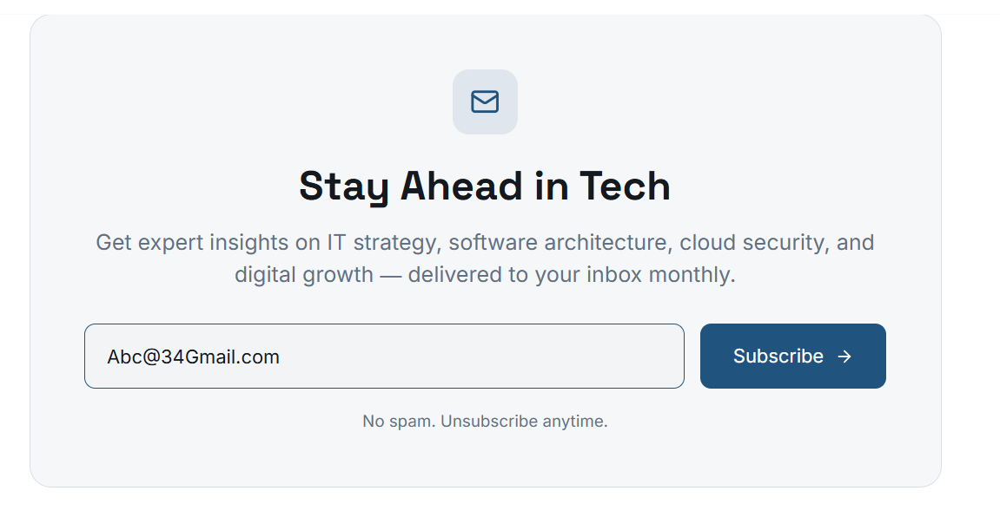 Stay Ahead in Tech
Get expert insights on IT strategy, software architecture, cloud security, and
digital growth — delivered to your inbox monthly.
Abc@34Gmail.com
Subscribe →
No spam. Unsubscribe anytime.